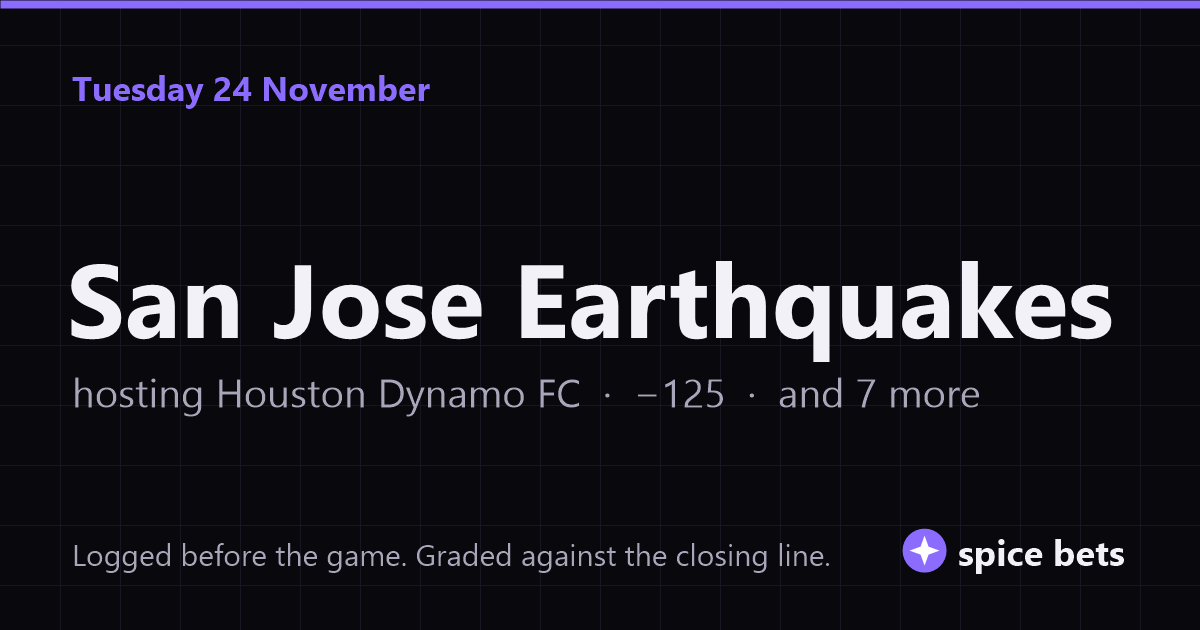 Tuesday 24 November
San Jose Earthquakes
hosting Houston Dynamo FC · −125 · and 7 more
Logged before the game. Graded against the closing line.
spice bets